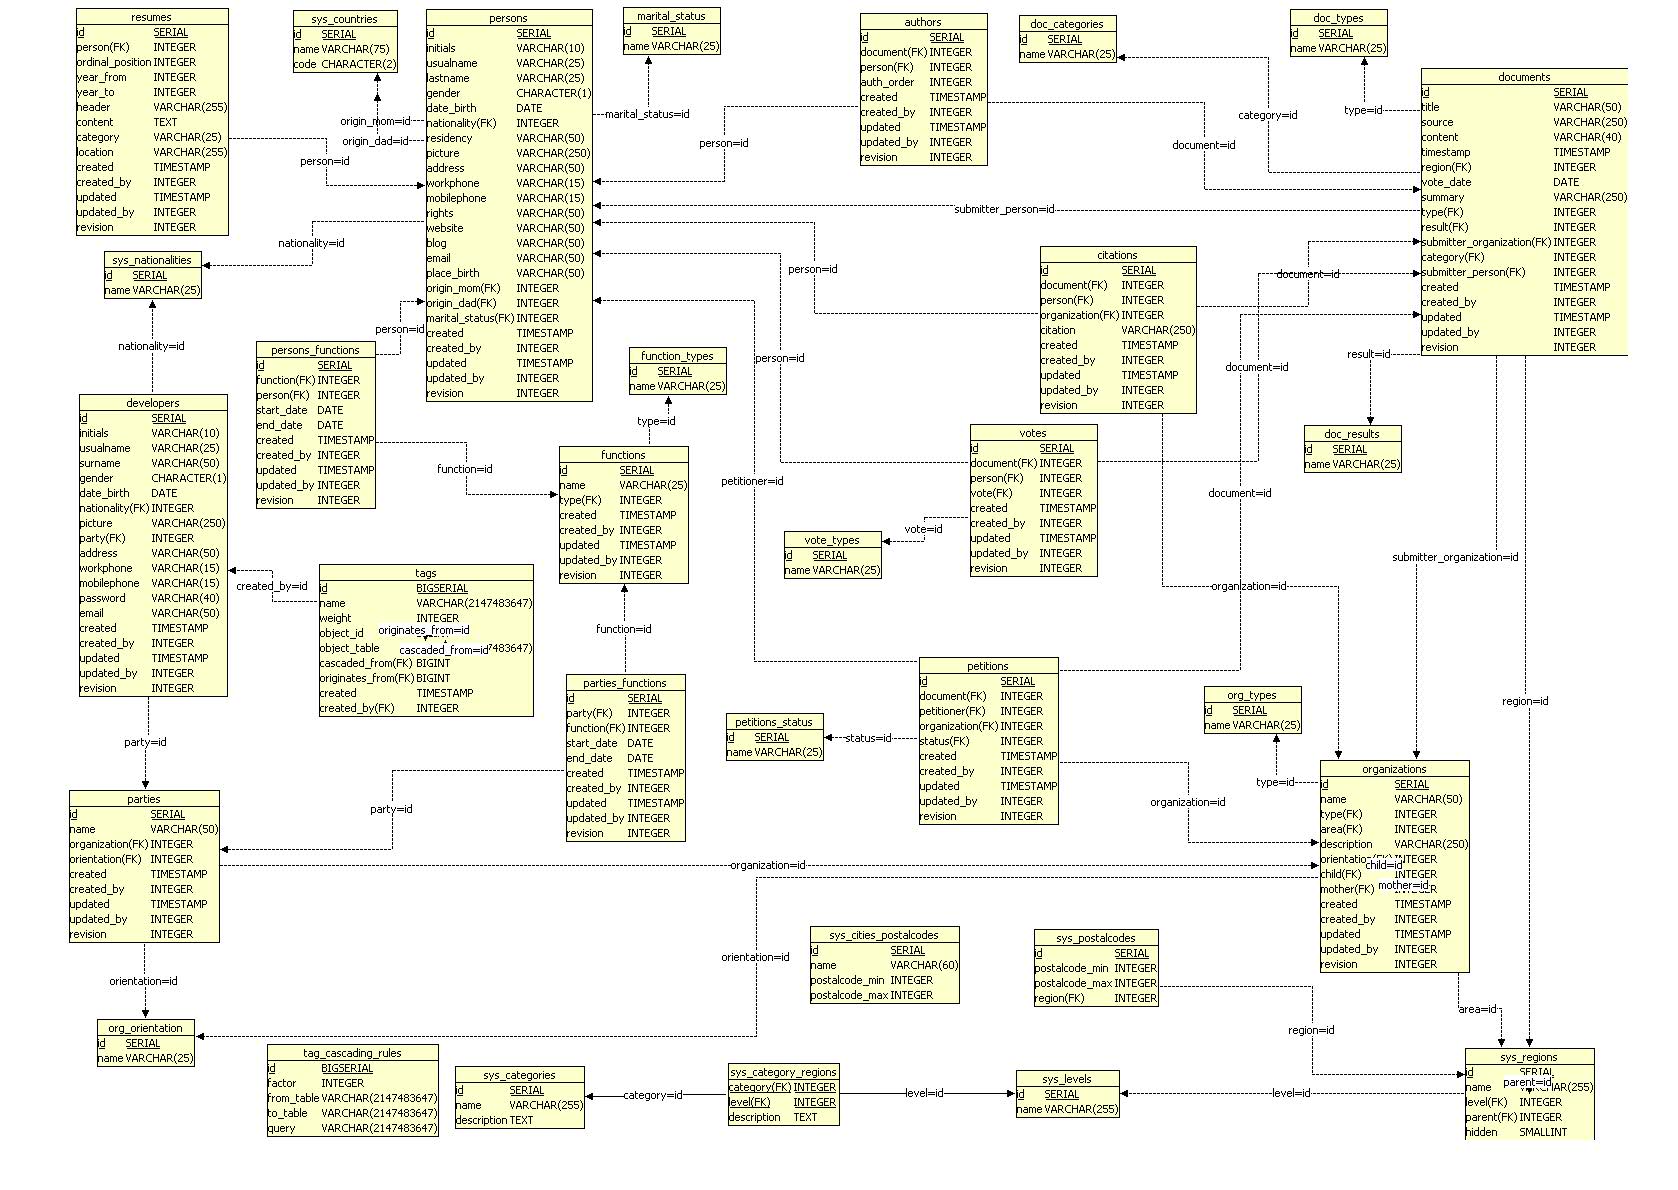 resumes
id SERIAL
person(FK) INTEGER
ordinal_position INTEGER
year_from INTEGER
year_to INTEGER
header VARCHAR(255)
content TEXT
category VARCHAR(25)
location VARCHAR(255)
created TIMESTAMP
created_by INTEGER
updated TIMESTAMP
updated_by INTEGER
revision INTEGER
sys_countries
id SERIAL
name VARCHAR(75)
code CHARACTER(2)
persons
id SERIAL
initials VARCHAR(10)
usualname VARCHAR(25)
lastname VARCHAR(25)
gender CHARACTER(1)
date_birth DATE
nationality(FK) INTEGER
residency VARCHAR(50)
picture VARCHAR(250)
address VARCHAR(50)
workphone VARCHAR(15)
mobilephone VARCHAR(15)
rights VARCHAR(50)
website VARCHAR(50)
blog VARCHAR(50)
email VARCHAR(50)
place_birth VARCHAR(50)
origin_mom(FK) INTEGER
origin_dad(FK) INTEGER
marital_status(FK) INTEGER
created TIMESTAMP
created_by INTEGER
updated TIMESTAMP
updated_by INTEGER
revision INTEGER
marital_status
id SERIAL
name VARCHAR(25)
authors
id SERIAL
document(FK) INTEGER
person(FK) INTEGER
auth_order INTEGER
created TIMESTAMP
created_by INTEGER
updated TIMESTAMP
updated_by INTEGER
revision INTEGER
doc_categories
id SERIAL
name VARCHAR(25)
doc_types
id SERIAL
name VARCHAR(25)
documents
id SERIAL
title VARCHAR(50)
source VARCHAR(250)
content VARCHAR(40)
timestamp TIMESTAMP
region(FK) INTEGER
vote_date DATE
summary VARCHAR(250)
type(FK) INTEGER
result(FK) INTEGER
submitter_organization(FK) INTEGER
category(FK) INTEGER
submitter_person(FK) INTEGER
created TIMESTAMP
created_by INTEGER
updated TIMESTAMP
updated_by INTEGER
revision INTEGER
origin_mom=id
origin_dad=id
person=id
marital_status=id
person=id
document=id
category=id
type=id
submitter_person=id
nationality=id
sys_nationalities
id SERIAL
name VARCHAR(25)
nationality=id
person=id
person=id
person=id
petitioner=id
citations
id SERIAL
document(FK) INTEGER
person(FK) INTEGER
organization(FK) INTEGER
citation VARCHAR(250)
created TIMESTAMP
created_by INTEGER
updated TIMESTAMP
updated_by INTEGER
revision INTEGER
document=id
document=id
document=id
result=id
persons_functions
id SERIAL
function(FK) INTEGER
person(FK) INTEGER
start_date DATE
end_date DATE
created TIMESTAMP
created_by INTEGER
updated TIMESTAMP
updated_by INTEGER
revision INTEGER
function_types
id SERIAL
name VARCHAR(25)
type=id
function=id
functions
id SERIAL
name VARCHAR(25)
type(FK) INTEGER
created TIMESTAMP
created_by INTEGER
updated TIMESTAMP
updated_by INTEGER
revision INTEGER
developers
id SERIAL
initials VARCHAR(10)
usualname VARCHAR(25)
surname VARCHAR(50)
gender CHARACTER(1)
date_birth DATE
nationality(FK) INTEGER
picture VARCHAR(250)
party(FK) INTEGER
address VARCHAR(50)
workphone VARCHAR(15)
mobilephone VARCHAR(15)
password VARCHAR(40)
email VARCHAR(50)
created TIMESTAMP
created_by INTEGER
updated TIMESTAMP
updated_by INTEGER
revision INTEGER
votes
id SERIAL
document(FK) INTEGER
person(FK) INTEGER
vote(FK) INTEGER
created TIMESTAMP
created_by INTEGER
updated TIMESTAMP
updated_by INTEGER
revision INTEGER
vote=id
vote_types
id SERIAL
name VARCHAR(25)
doc_results
id SERIAL
name VARCHAR(25)
submitter_organization=id
organization=id
created_by=id
tags
id BIGSERIAL
name VARCHAR(2147483647)
weight INTEGER
object_id
originates_from=id
object_table 7483647)
cascaded_from=id
cascaded_from(FK) BIGINT
originates_from(FK) BIGINT
created TIMESTAMP
created_by(FK) INTEGER
function=id
parties_functions
id SERIAL
party(FK) INTEGER
function(FK) INTEGER
start_date DATE
end_date DATE
created TIMESTAMP
created_by INTEGER
updated TIMESTAMP
updated_by INTEGER
revision INTEGER
petitions
id SERIAL
document(FK) INTEGER
petitioner(FK) INTEGER
organization(FK) INTEGER
status(FK) INTEGER
created TIMESTAMP
created_by INTEGER
updated TIMESTAMP
updated_by INTEGER
revision INTEGER
petitions_status
id SERIAL
name VARCHAR(25)
status=id
org_types
id SERIAL
name VARCHAR(25)
region=id
type=id
organization=id
party=id
party=id
parties
id SERIAL
name VARCHAR(50)
organization(FK) INTEGER
orientation(FK) INTEGER
created TIMESTAMP
created_by INTEGER
updated TIMESTAMP
updated_by INTEGER
revision INTEGER
organization=id
organizations
id SERIAL
name VARCHAR(50)
type(FK) INTEGER
area(FK) INTEGER
description VARCHAR(250)
orientation(FK) INTEGER
child=id
child(FK) INTEGER
mother=id
mother(FK) INTEGER
created TIMESTAMP
created_by INTEGER
updated TIMESTAMP
updated_by INTEGER
revision INTEGER
orientation=id
orientation=id
sys_cities_postalcodes
id SERIAL
name VARCHAR(60)
postalcode_min INTEGER
postalcode_max INTEGER
sys_postalcodes
id SERIAL
postalcode_min INTEGER
postalcode_max INTEGER
region(FK) INTEGER
area=id
region=id
org_orientation
id SERIAL
name VARCHAR(25)
tag_cascading_rules
id BIGSERIAL
factor INTEGER
from_table VARCHAR(2147483647)
to_table VARCHAR(2147483647)
query VARCHAR(2147483647)
sys_categories
id SERIAL
name VARCHAR(255)
description TEXT
category=id
sys_category_regions
category(FK) INTEGER
level(FK) INTEGER
description TEXT
level=id
sys_levels
id SERIAL
name VARCHAR(255)
level=id
sys_regions
id SERIAL
parent=id
name VARCHAR(255)
level(FK) INTEGER
parent(FK) INTEGER
hidden SMALLINT